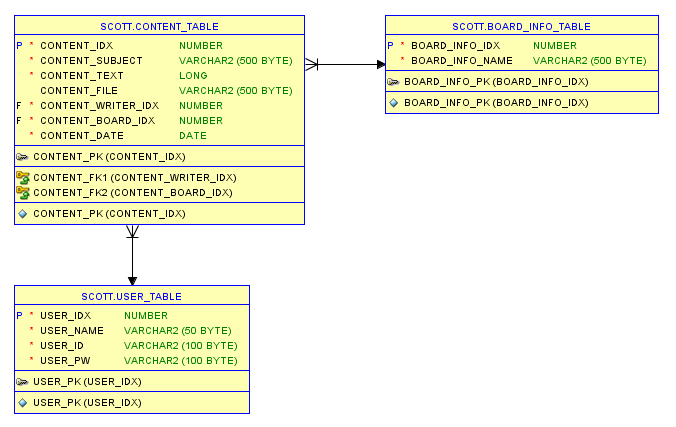 SCOTT.CONTENT_TABLE
P * CONTENT_IDX NUMBER
* CONTENT_SUBJECT VARCHAR2 (500 BYTE)
* CONTENT_TEXT LONG
CONTENT_FILE VARCHAR2 (500 BYTE)
F * CONTENT_WRITER_IDX NUMBER
F * CONTENT_BOARD_IDX NUMBER
* CONTENT_DATE DATE
CONTENT_PK (CONTENT_IDX)
CONTENT_FK1 (CONTENT_WRITER_IDX)
CONTENT_FK2 (CONTENT_BOARD_IDX)
CONTENT_PK (CONTENT_IDX)
SCOTT.BOARD_INFO_TABLE
P * BOARD_INFO_IDX NUMBER
* BOARD_INFO_NAME VARCHAR2 (500 BYTE)
BOARD_INFO_PK (BOARD_INFO_IDX)
BOARD_INFO_PK (BOARD_INFO_IDX)
SCOTT.USER_TABLE
P * USER_IDX NUMBER
* USER_NAME VARCHAR2 (50 BYTE)
* USER_ID VARCHAR2 (100 BYTE)
* USER_PW VARCHAR2 (100 BYTE)
USER_PK (USER_IDX)
USER_PK (USER_IDX)